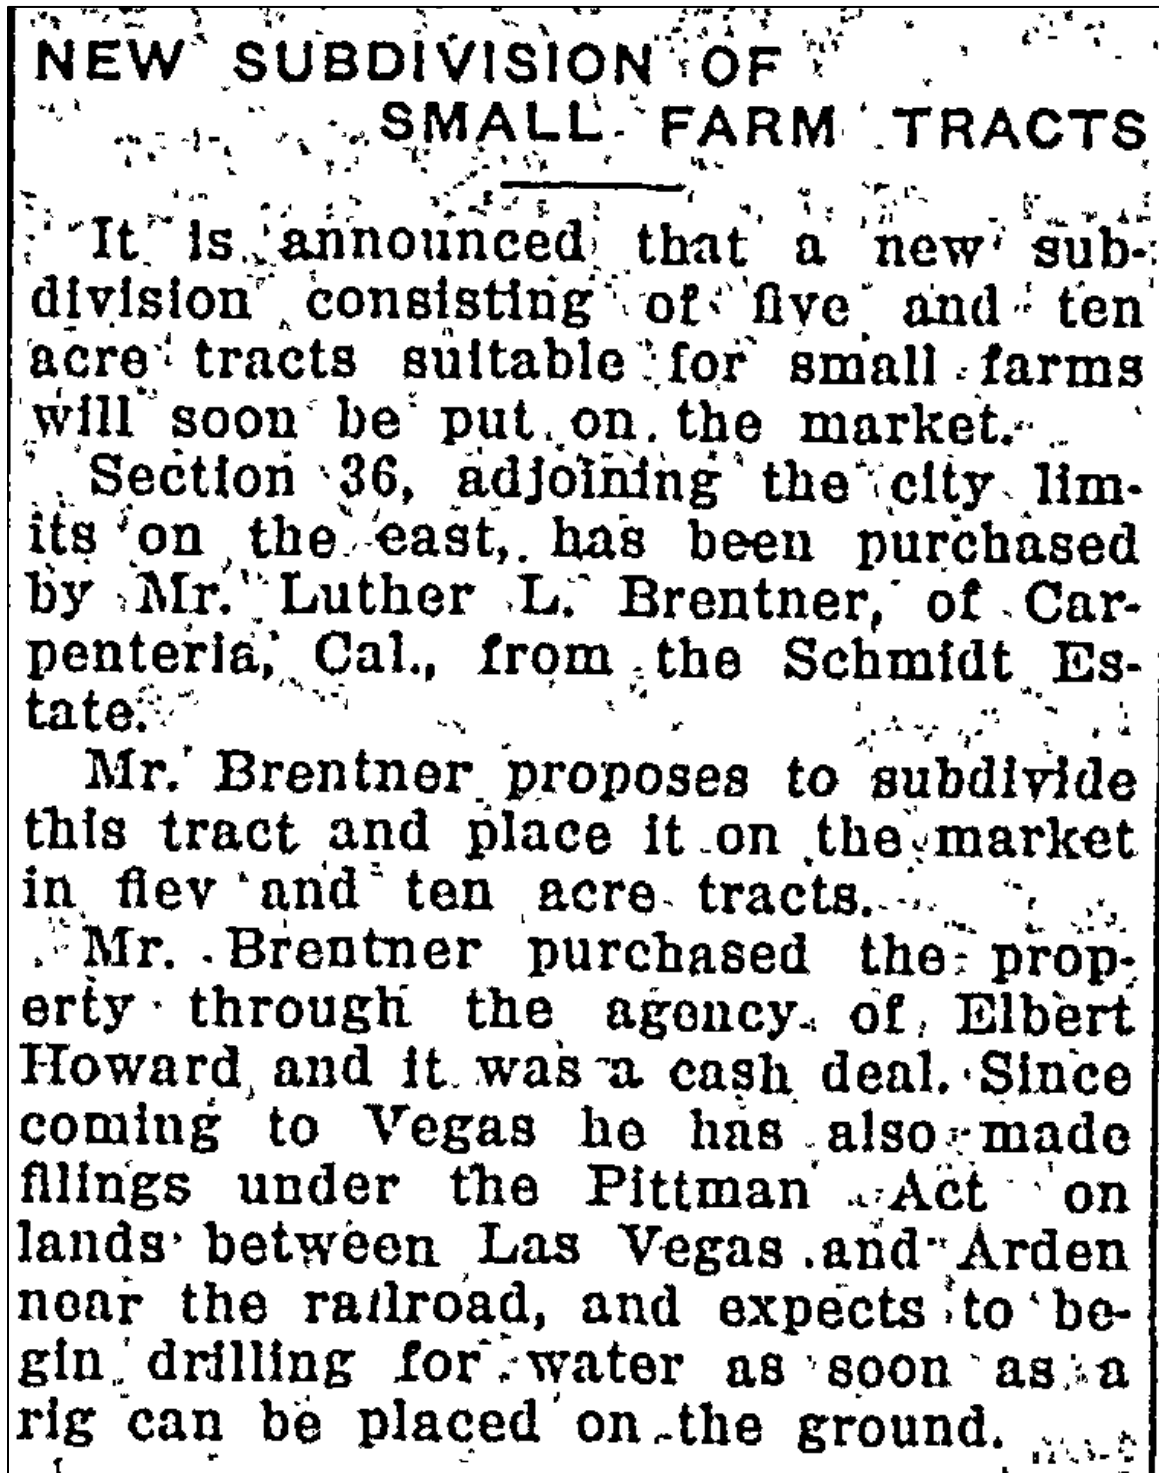 NEW SUBDIVISION OF
SMALL FARM TRACTS
It is announced that a new sub-
division consisting of five and ten
acre tracts suitable for small farms
will soon be put on the market.
Section 36, adjoining the city lim-
its on the east, has been purchased
by Mr. Luther L. Brentner, of Car-
penteria, Cal., from the Schmidt Es-
tate.
Mr. Brentner proposes to subdivide
this tract and place it on the market
in fiev and ten acre tracts.
Mr. Brentner purchased the prop-
erty through the agency of Elbert
Howard and it was a cash deal. Since
coming to Vegas he has also made
filings under the Pittman Act on
lands between Las Vegas and Arden
near the railroad, and expects to be-
gin drilling for water as soon as a
rig can be placed on the ground.